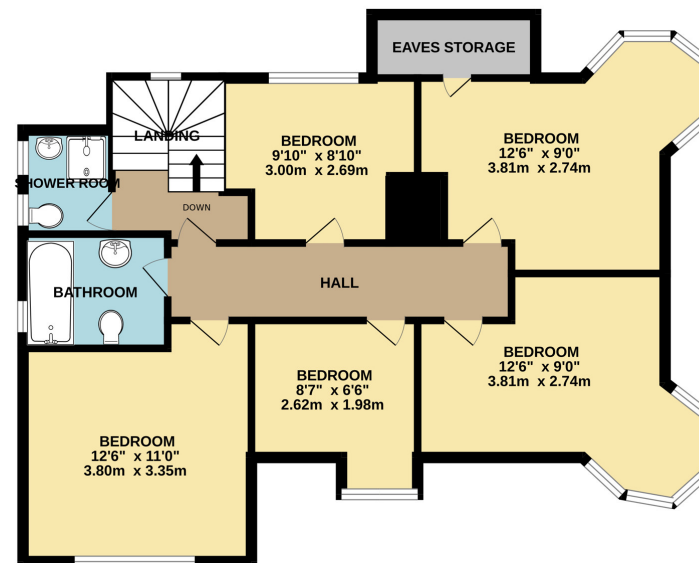 EAVES STORAGE
LANDING
BEDROOM
9'10" x 8'10"
3.00m x 2.69m
BEDROOM
12'6" x 9'0"
3.81m x 2.74m
SHOWER ROOM
DOWN
HALL
BATHROOM
BEDROOM
12'6" x 9'0"
3.81m x 2.74m
BEDROOM
8'7" x 6'6"
2.62m x 1.98m
BEDROOM
12'6" x 11'0"
3.80m x 3.35m